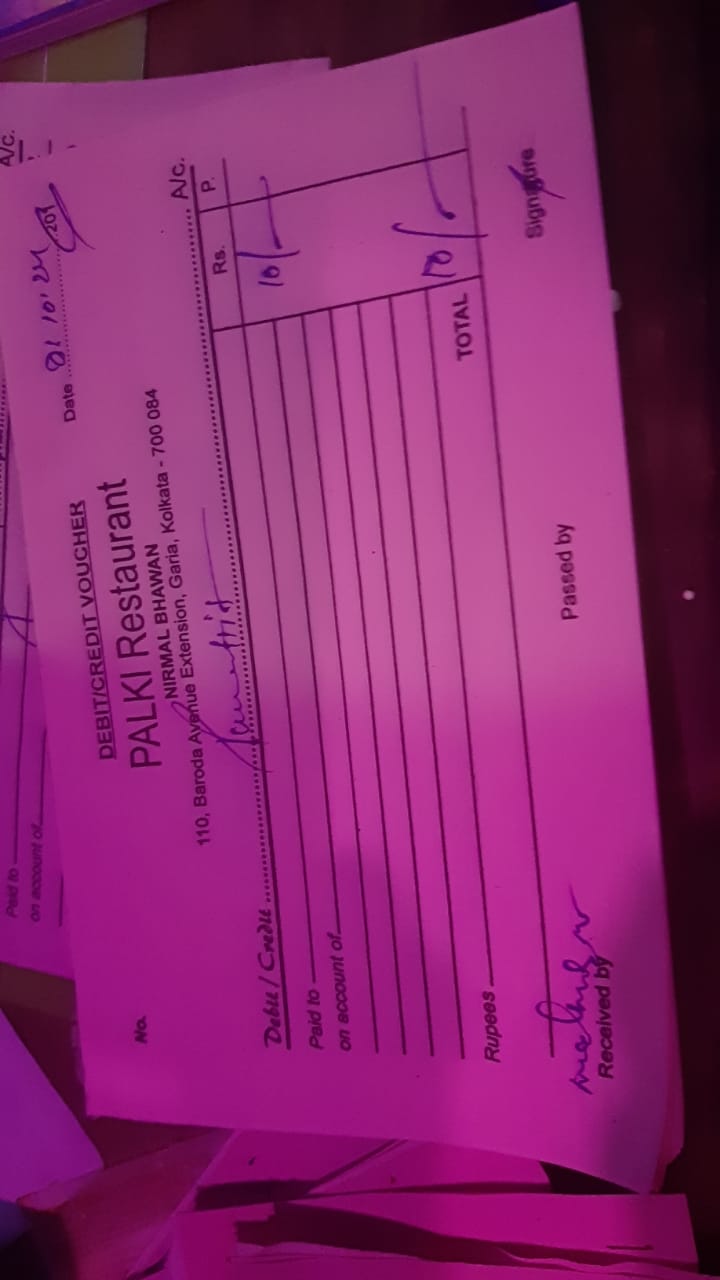 DEBIT/CREDIT VOUCHER
Date 01 10 24 201
PALKI Restaurant
No.
NIRMAL BHAWAN
110, Baroda Avenue Extension, Garia, Kolkata - 700 084
Debit / Credit A/c.
Rs. P.
10/-
Paid to
on account of
TOTAL 10/-
Rupees
Received by Passed by Signature
A/c.
Paid to
on account of